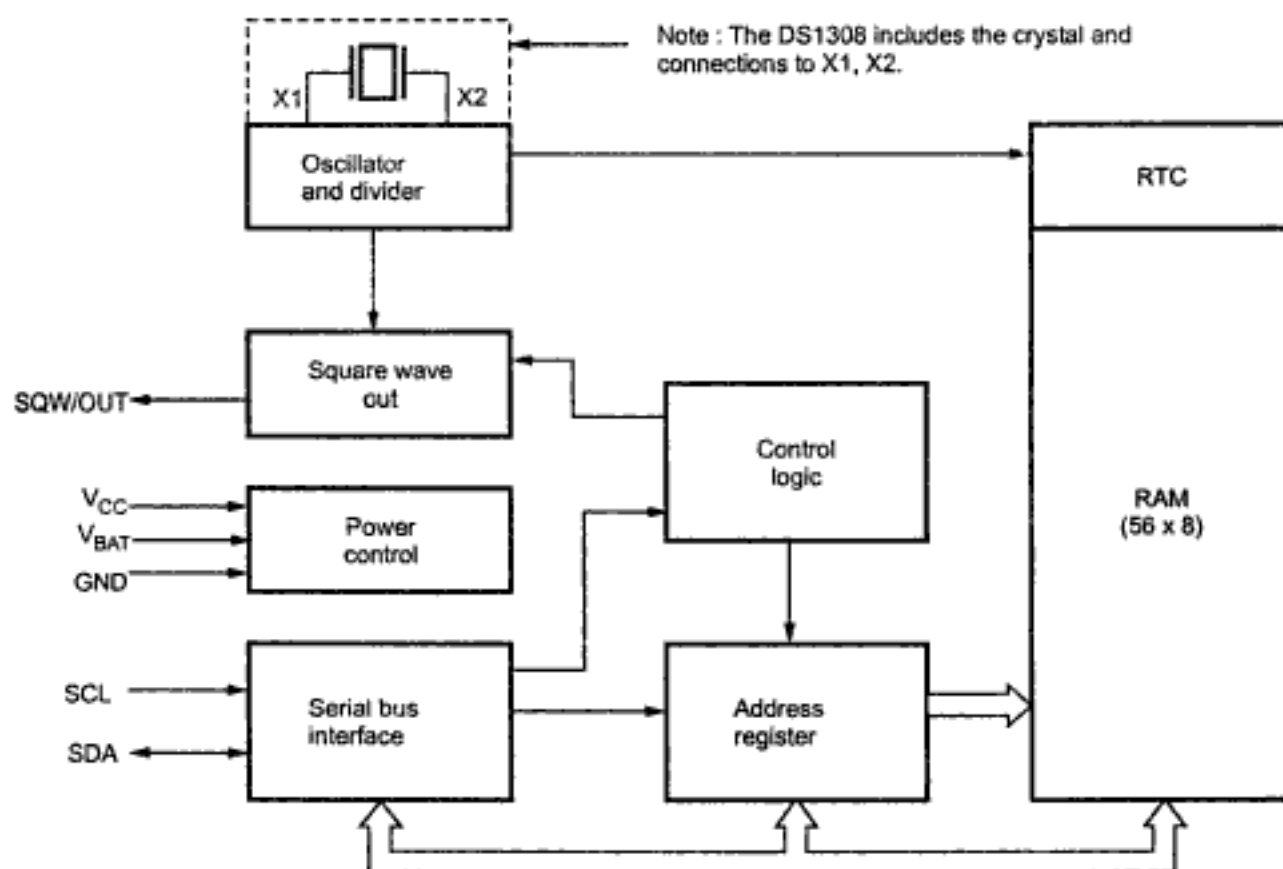 Note : The DS1308 includes the crystal and
connections to X1, X2.
X1
X2
Oscillator
and divider
RTC
Square wave
out
SQW/OUT
Control
logic
RAM
(56 x 8)
VCC
VBAT
GND
Power
control
SCL
SDA
Serial bus
interface
Address
register